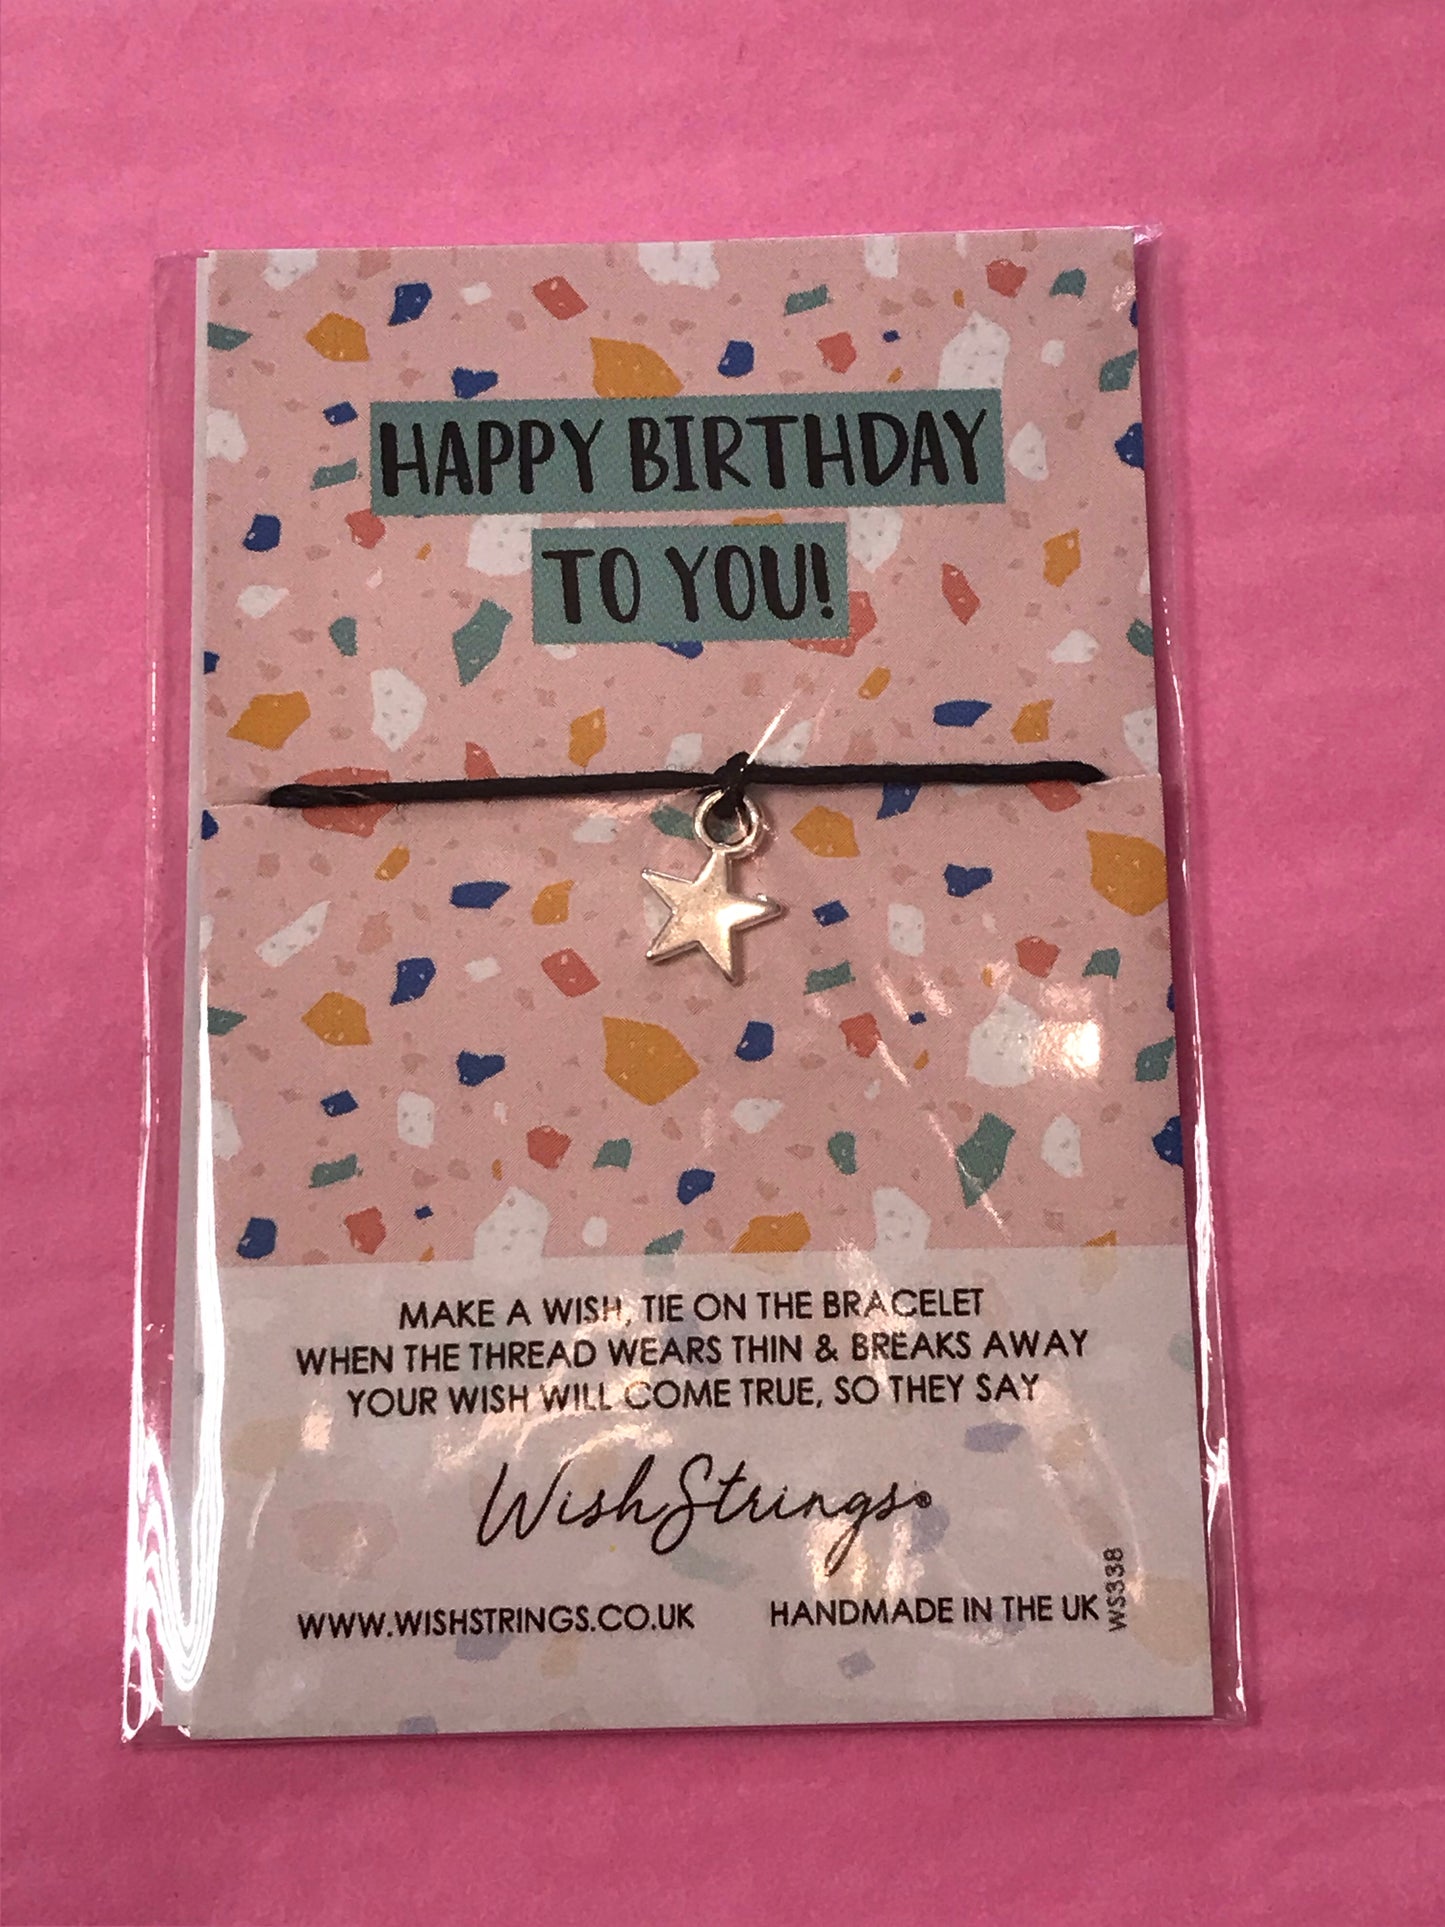 HAPPY BIRTHDAY
TO YOU!
MAKE A WISH, TIE ON THE BRACELET
WHEN THE THREAD WEARS THIN & BREAKS AWAY
YOUR WISH WILL COME TRUE, SO THEY SAY
WishStrings®
WWW.WISHSTRINGS.CO.UK
HANDMADE IN THE UK
WS338